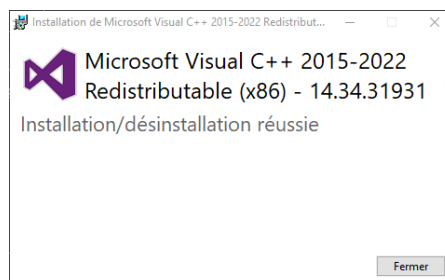 Installation de Microsoft Visual C++ 2015-2022 Redistribut...
Microsoft Visual C++ 2015-2022
Redistributable (x86) - 14.34.31931
Installation/désinstallation réussie
Fermer